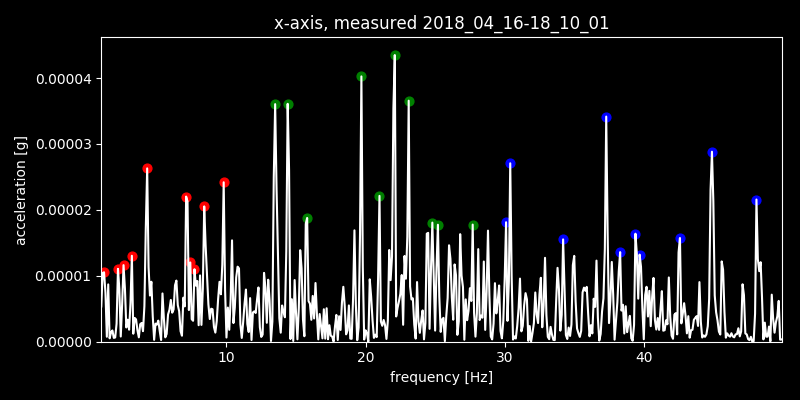 x-axis, measured 2018_04_16-18_10_01
acceleration [g]
0.00004
0.00003
0.00002
0.00001
0.00000
10 20 30 40
frequency [Hz]